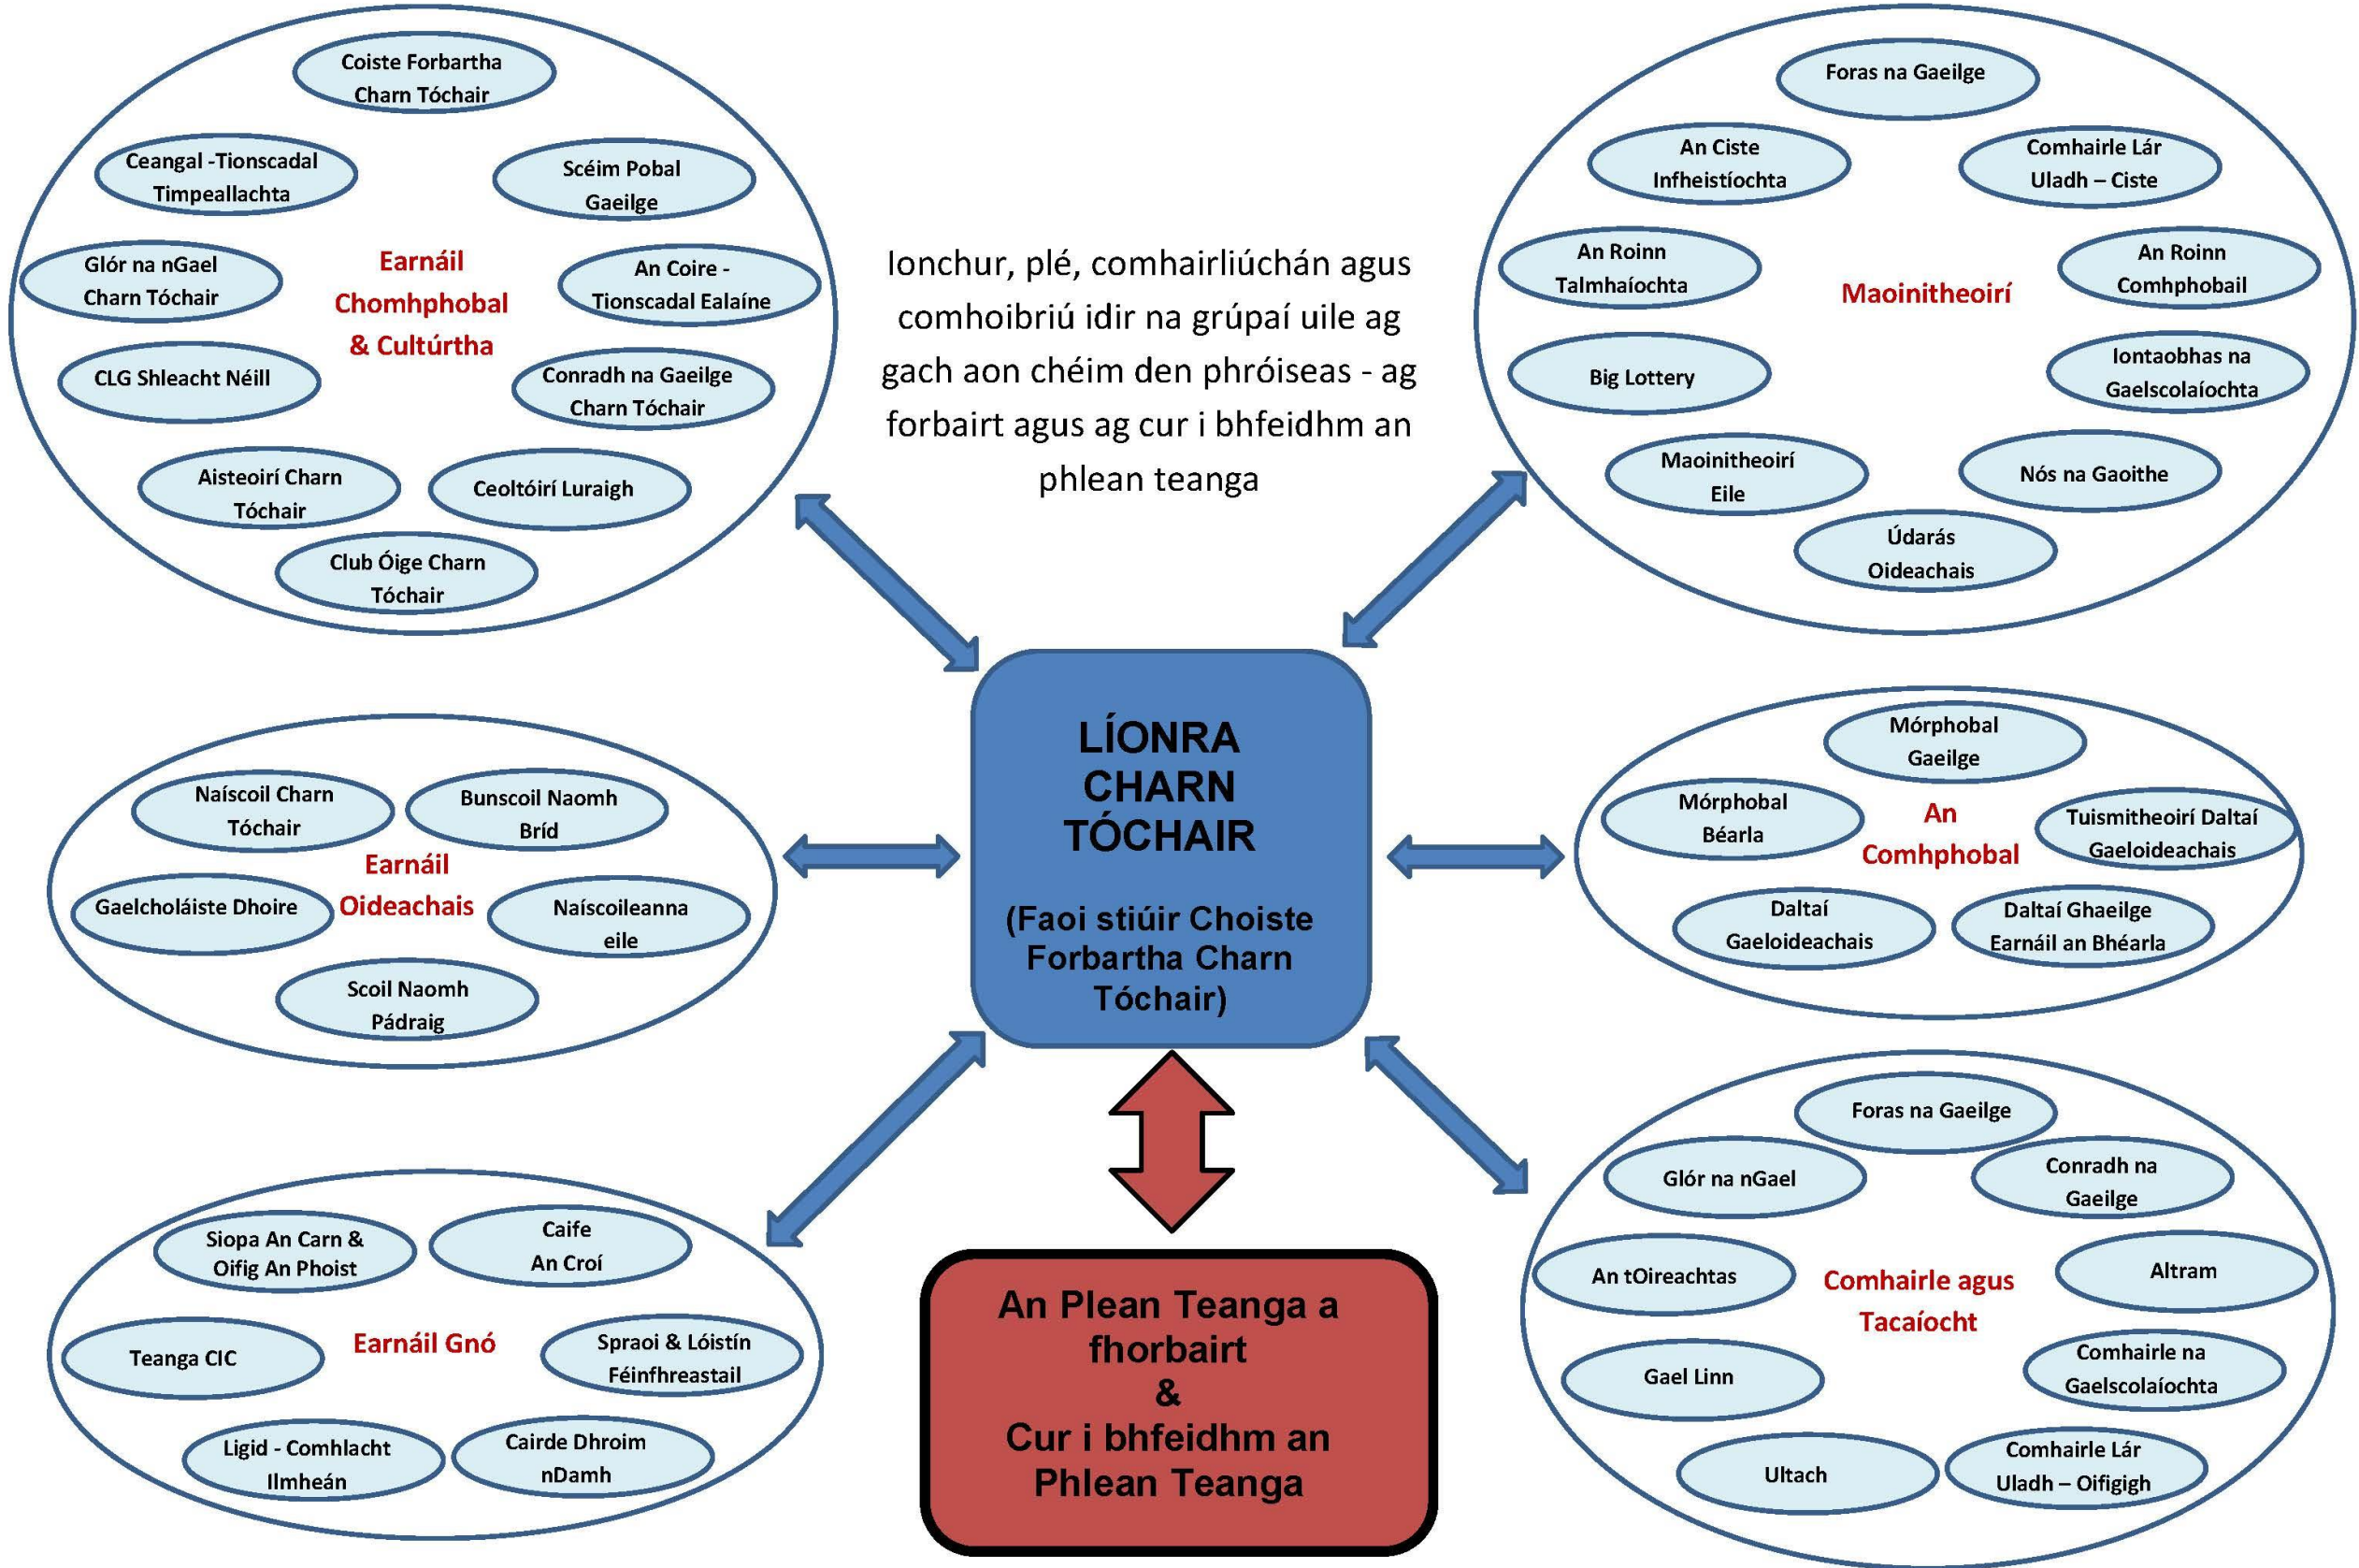 Coiste Forbartha
Charn Tóchair
Ceangal -Tionscadal
Timpeallachta
Scéim Pobal
Gaeilge
Glór na nGael
Charn Tóchair
Earnáil
Chomhphobal
& Cultúrtha
An Coire -
Tionscadal Ealaíne
CLG Shleacht Néill
Conradh na Gaeilge
Charn Tóchair
Aisteoirí Charn
Tóchair
Ceoltóirí Luraigh
Club Óige Charn
Tóchair
Ionchur, plé, comhairliúchán agus
comhoibriú idir na grúpaí uile ag
gach aon chéim den phróiseas - ag
forbairt agus ag cur i bhfeidhm an
phlean teanga
Foras na Gaeilge
An Ciste
Infheistíochta
Comhairle Lár
Uladh – Ciste
An Roinn
Talmhaíochta
Maoinitheoirí
An Roinn
Comhphobail
Big Lottery
Iontaobhas na
Gaelscolaíochta
Maoinitheoirí
Eile
Nós na Gaoithe
Údarás
Oideachais
Naíscoil Charn
Tóchair
Bunscoil Naomh
Bríd
Earnáil
Oideachais
Gaelcholáiste Dhoire
Naíscoileanna
eile
Scoil Naomh
Pádraig
LÍONRA
CHARN
TÓCHAIR
(Faoi stiúir Choiste
Forbartha Charn
Tóchair)
Mórphobal
Gaeilge
Mórphobal
Béarla
An
Comhphobal
Tuismitheoirí Daltaí
Gaeloideachais
Daltaí
Gaeloideachais
Daltaí Ghaeilge
Earnáil an Bhéarla
Siopa An Carn &
Oifig An Phoist
Caife
An Croí
Teanga CIC
Earnáil Gnó
Spraoi & Lóistín
Féinfhreastail
Ligid - Comhlacht
Ilmheán
Cairde Dhroim
nDamh
An Plean Teanga a
fhorbairt
&
Cur i bhfeidhm an
Phlean Teanga
Foras na Gaeilge
Glór na nGael
Conradh na
Gaeilge
An tOireachtas
Comhairle agus
Tacaíocht
Altram
Gael Linn
Comhairle na
Gaelscolaíochta
Ultach
Comhairle Lár
Uladh – Oifigigh